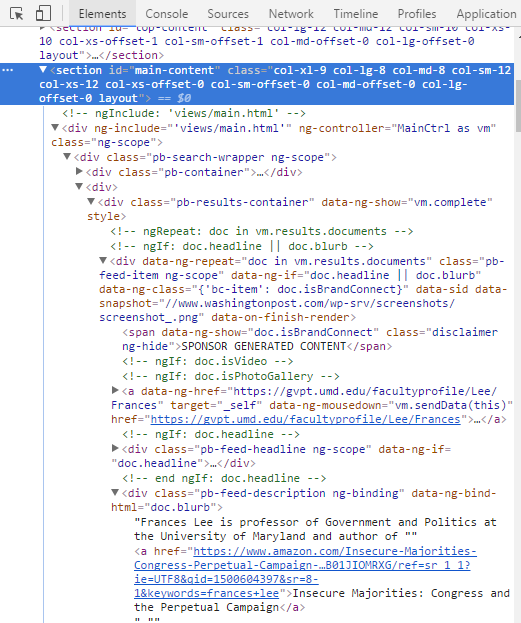 Elements Console Sources Network Profiles Application
<section id="top-content" class="col-lg-12 col-md-12 col-sm-10 col-
xs-10 col-xs-offset-1 col-sm-offset-1 col-md-offset-0 col-lg-offset-0
layout">…</section>
… ▼<section id="main-content" class="col-xl-9 col-lg-8 col-md-8 col-sm-12
col-xs-12 col-xs-offset-0 col-sm-offset-0 col-md-offset-0 col-lg-
offset-0 layout"> == $0
<!-- ngInclude: 'views/main.html' -->
▼<div ng-include="'views/main.html'" ng-controller="MainCtrl as vm"
class="ng-scope">
▼<div class="pb-search-wrapper ng-scope">
▶<div class="pb-container">…</div>
▼<div>
▼<div class="pb-results-container" data-ng-show="vm.complete"
style>
<!-- ngRepeat: doc in vm.results.documents -->
<!-- ngIf: doc.headline || doc.blurb -->
▼<div data-ng-repeat="doc in vm.results.documents" class="pb-
feed-item ng-scope" data-ng-if="doc.headline || doc.blurb"
data-ng-class="{'bc-item': doc.isBrandConnect}" data-sid data-
snapshot="//www.washingtonpost.com/wp-srv/screenshots/
screenshot_.png" data-on-finish-render>
<span data-ng-show="doc.isBrandConnect" class="disclaimer
ng-hide">SPONSOR GENERATED CONTENT</span>
<!-- ngIf: doc.isVideo -->
<!-- ngIf: doc.isPhotoGallery -->
▶<a data-ng-href="https://gvpt.umd.edu/facultyprofile/Lee/
Frances" target="_self" data-ng-mousedown="vm.sendData(this)"
href="https://gvpt.umd.edu/facultyprofile/Lee/Frances">…</a>
<!-- ngIf: doc.headline -->
▶<div class="pb-feed-headline ng-scope" data-ng-if=
"doc.headline">…</div>
<!-- end ngIf: doc.headline -->
▼<div class="pb-feed-description ng-binding" data-ng-bind-
html="doc.blurb">
"Frances Lee is professor of Government and Politics at
the University of Maryland and author of ""
<a href="https://www.amazon.com/Insecure-Majorities-
Congress-Perpetual-Campaign-…B01JIOMRXG/ref=sr_1_1?
ie=UTF8&qid=1500604397&sr=8-
1&keywords=frances+lee">Insecure Majorities: Congress and
the Perpetual Campaign</a>
".""